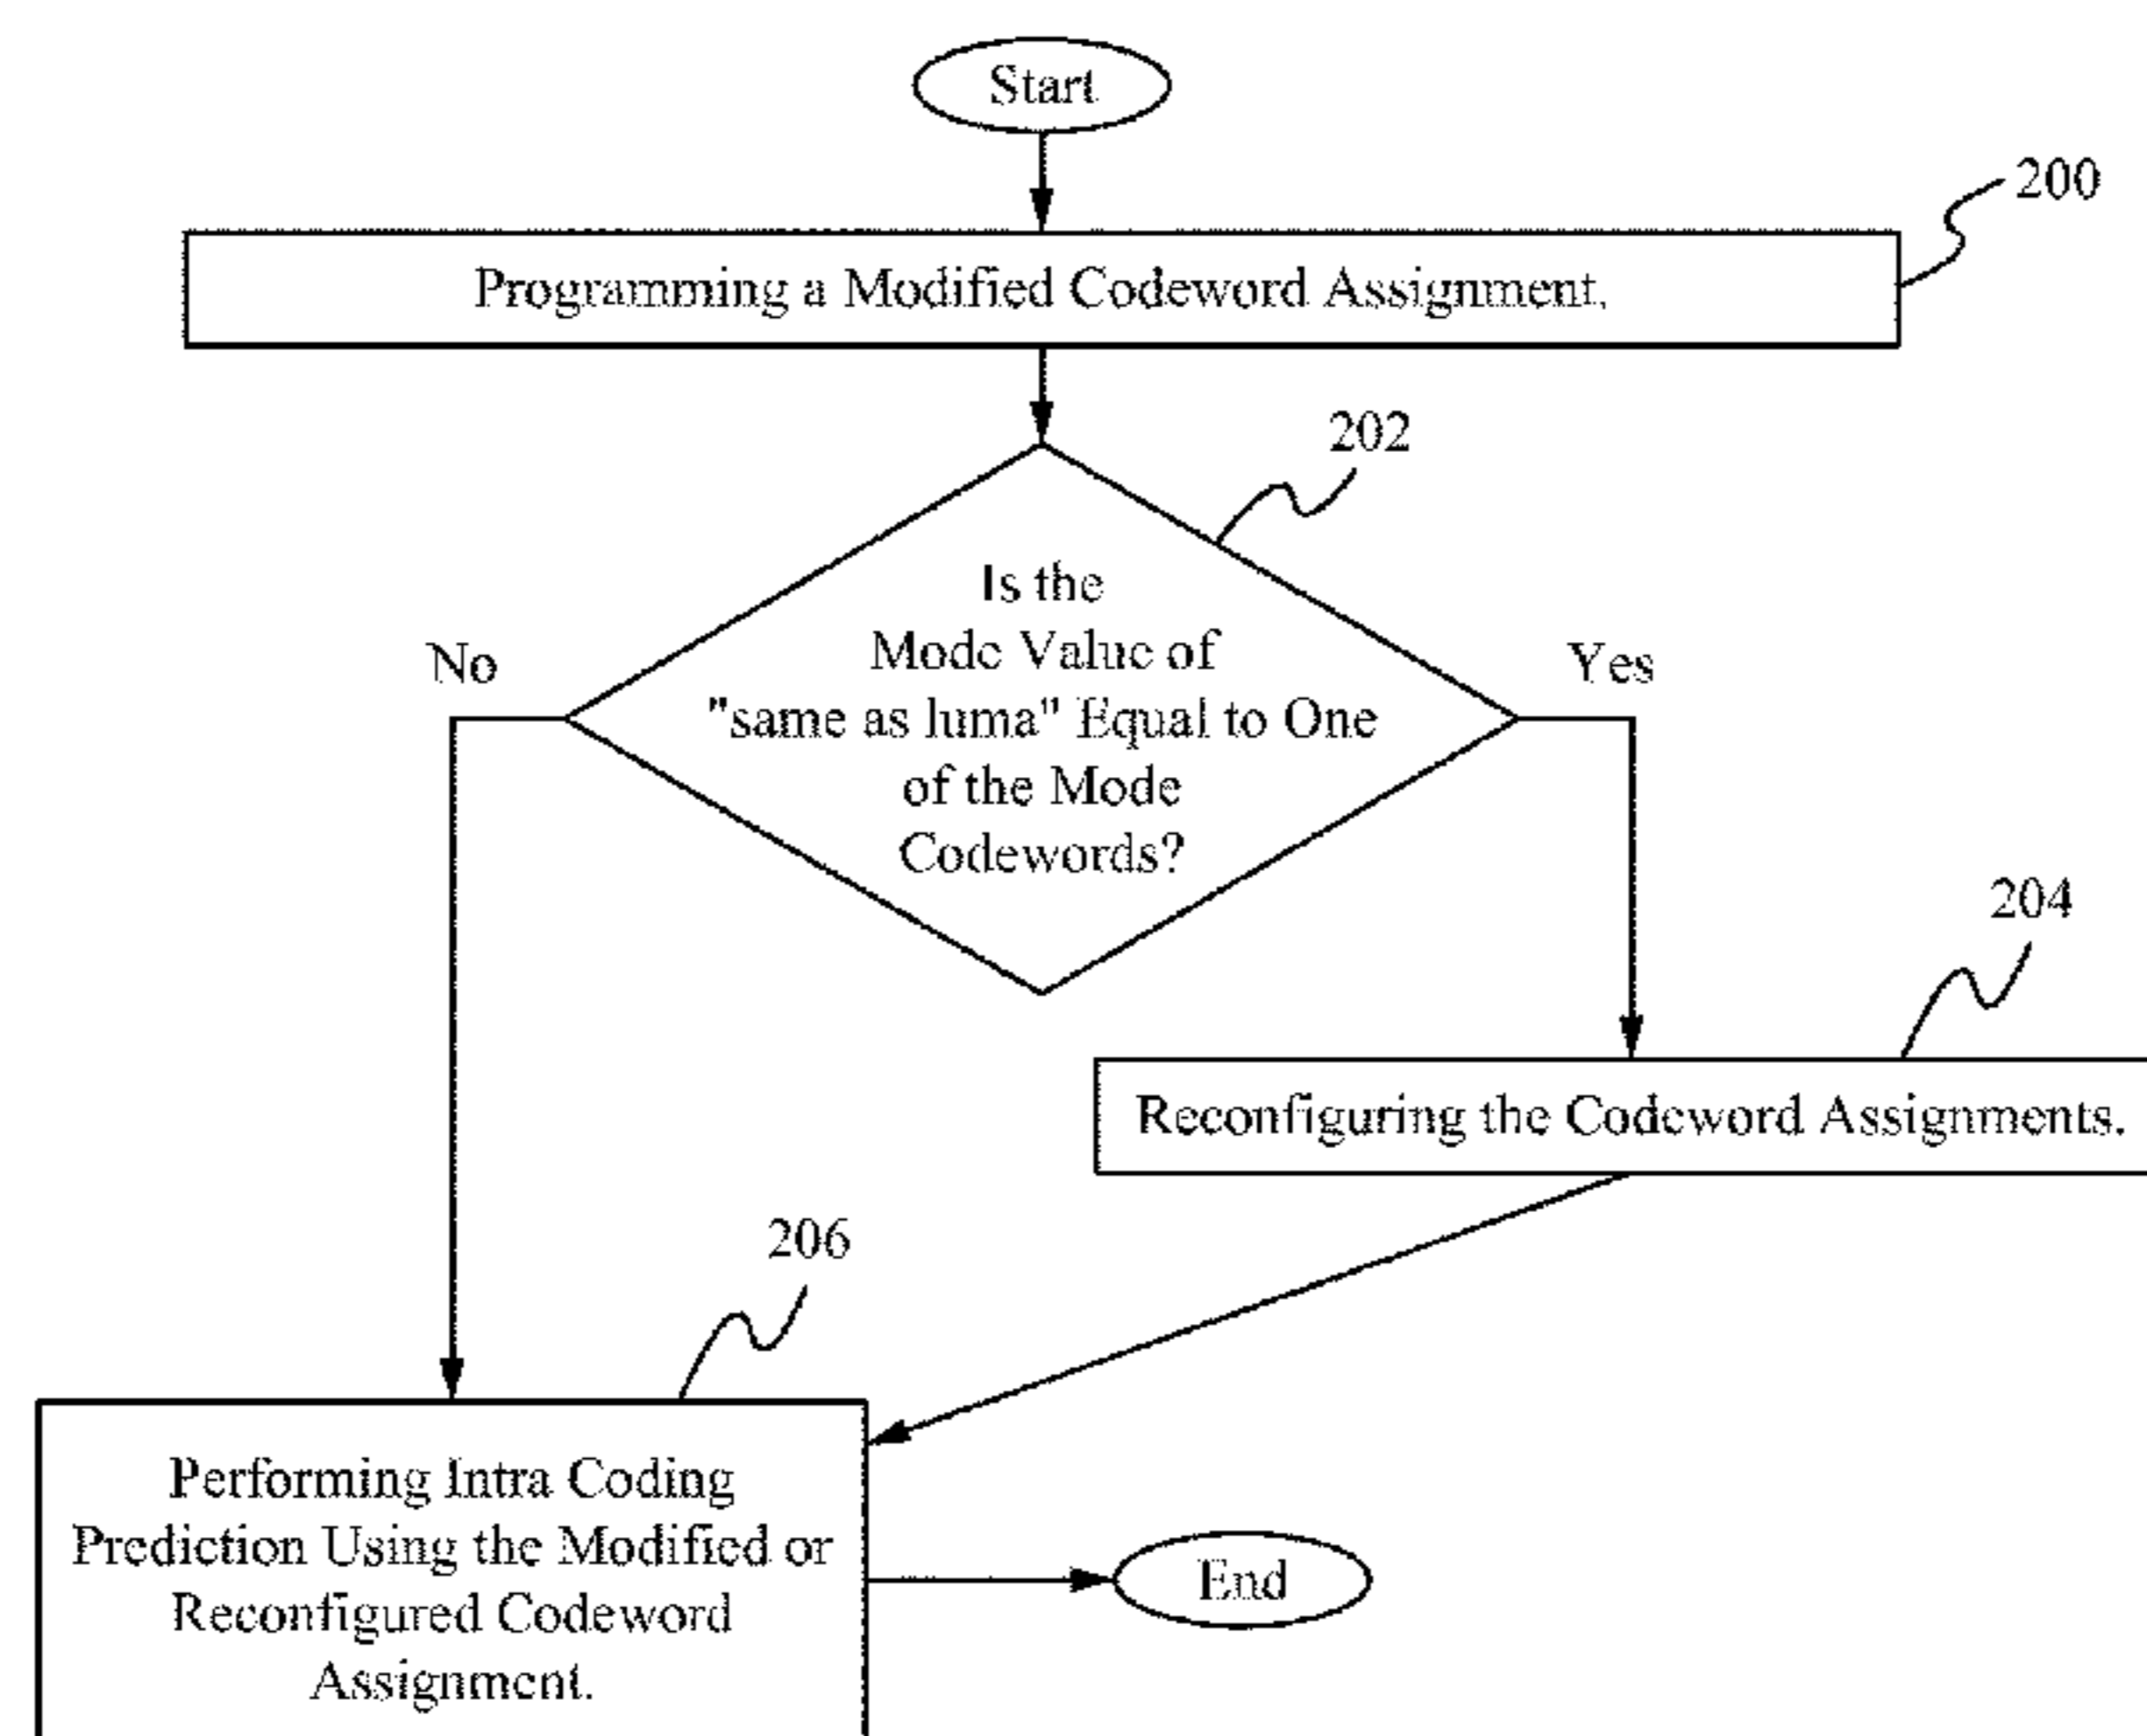 Start
200
Programming a Modified Codeword Assignment.
202
Is the
Mode Value of
"same as luma" Equal to One
of the Mode
Codewords?
No
Yes
204
Reconfiguring the Codeword Assignments.
206
Performing Intra Coding
Prediction Using the Modified or
Reconfigured Codeword
Assignment.
End